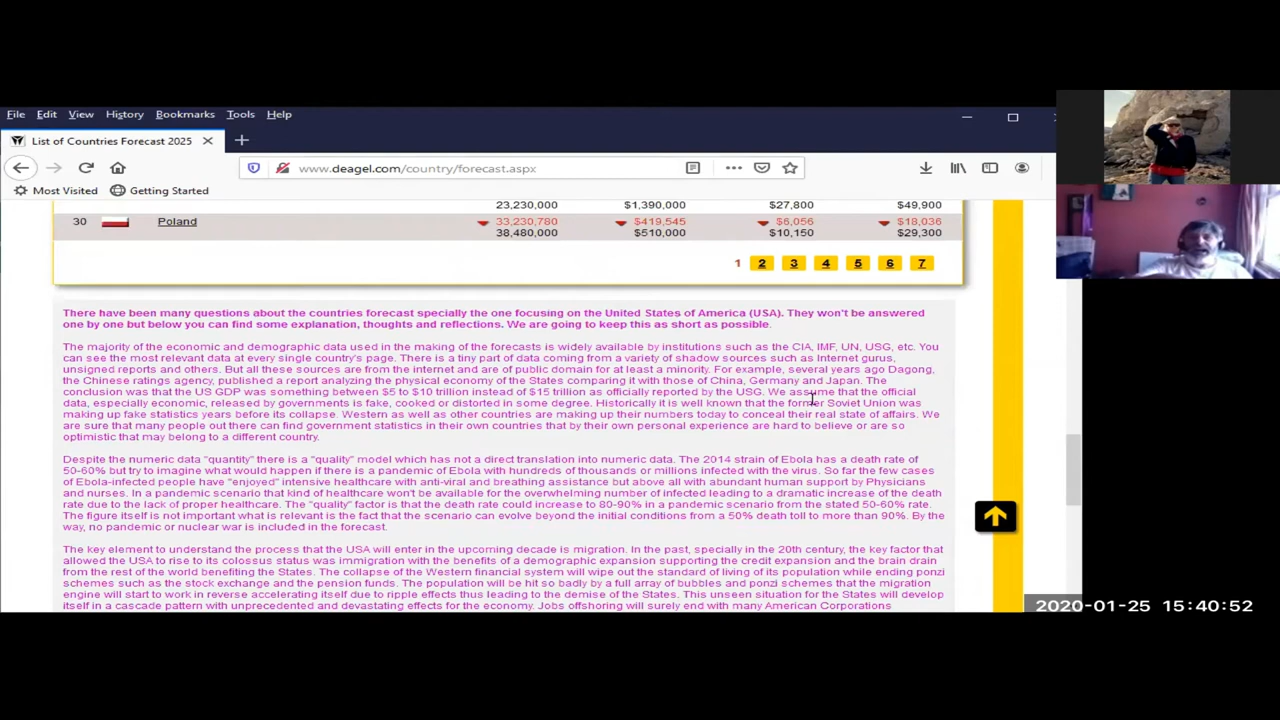 File Edit View History Bookmarks Tools Help
List of Countries Forecast 2025
www.deagel.com/country/forecast.aspx
Most Visited Getting Started
23,230,000 $1,390,000 $27,800 $49,900
30 Poland 33,230,780 $419,545 $6,056 $18,036
38,480,000 $510,000 $10,150 $29,300
1 2 3 4 5 6 7
There have been many questions about the countries forecast specially the one focusing on the United States of America (USA). They won't be answered
one by one but below you can find some explanation, thoughts and reflections. We are going to keep this as short as possible.
The majority of the economic and demographic data used in the making of the forecasts is widely available by institutions such as the CIA, IMF, UN, USG, etc. You
can see the most relevant data at every single country's page. There is a tiny part of data coming from a variety of shadow sources such as Internet gurus,
unsigned reports and others. But all these sources are from the internet and are of public domain for at least a minority. For example, several years ago Dagong,
the Chinese ratings agency, published a report analyzing the physical economy of the States comparing it with those of China, Germany and Japan. The
conclusion was that the US GDP was something between $5 to $10 trillion instead of $15 trillion as officially reported by the USG. We assume that the official
data, especially economic, released by governments is fake, cooked or distorted in some degree. Historically it is well known that the former Soviet Union was
making up fake statistics years before its collapse. Western as well as other countries are making up their numbers today to conceal their real state of affairs. We
are sure that many people out there can find government statistics in their own countries that by their own personal experience are hard to believe or are so
optimistic that may belong to a different country.
Despite the numeric data "quantity" there is a "quality" model which has not a direct translation into numeric data. The 2014 strain of Ebola has a death rate of
50-60% but try to imagine what would happen if there is a pandemic of Ebola with hundreds of thousands or millions infected with the virus. So far the few cases
of Ebola-infected people have "enjoyed" intensive healthcare with anti-viral and breathing assistance but above all with abundant human support by Physicians
and nurses. In a pandemic scenario that kind of healthcare won't be available for the overwhelming number of infected leading to a dramatic increase of the death
rate due to the lack of proper healthcare. The "quality" factor is that the death rate could increase to 80-90% in a pandemic scenario from the stated 50-60% rate.
The figure itself is not important what is relevant is the fact that the scenario can evolve beyond the initial conditions from a 50% death toll to more than 90%. By the
way, no pandemic or nuclear war is included in the forecast.
The key element to understand the process that the USA will enter in the upcoming decade is migration. In the past, specially in the 20th century, the key factor that
allowed the USA to rise to its colossus status was immigration with the benefits of a demographic expansion supporting the credit expansion and the brain drain
from the rest of the world benefiting the States. The collapse of the Western financial system will wipe out the standard of living of its population while ending ponzi
schemes such as the stock exchange and the pension funds. The population will be hit so badly by a full array of bubbles and ponzi schemes that the migration
engine will start to work in reverse accelerating itself due to ripple effects thus leading to the demise of the States. This unseen situation for the States will develop
itself in a cascade pattern with unprecedented and devastating effects for the economy. Jobs offshoring will surely end with many American Corporations
2020-01-25 15:40:52